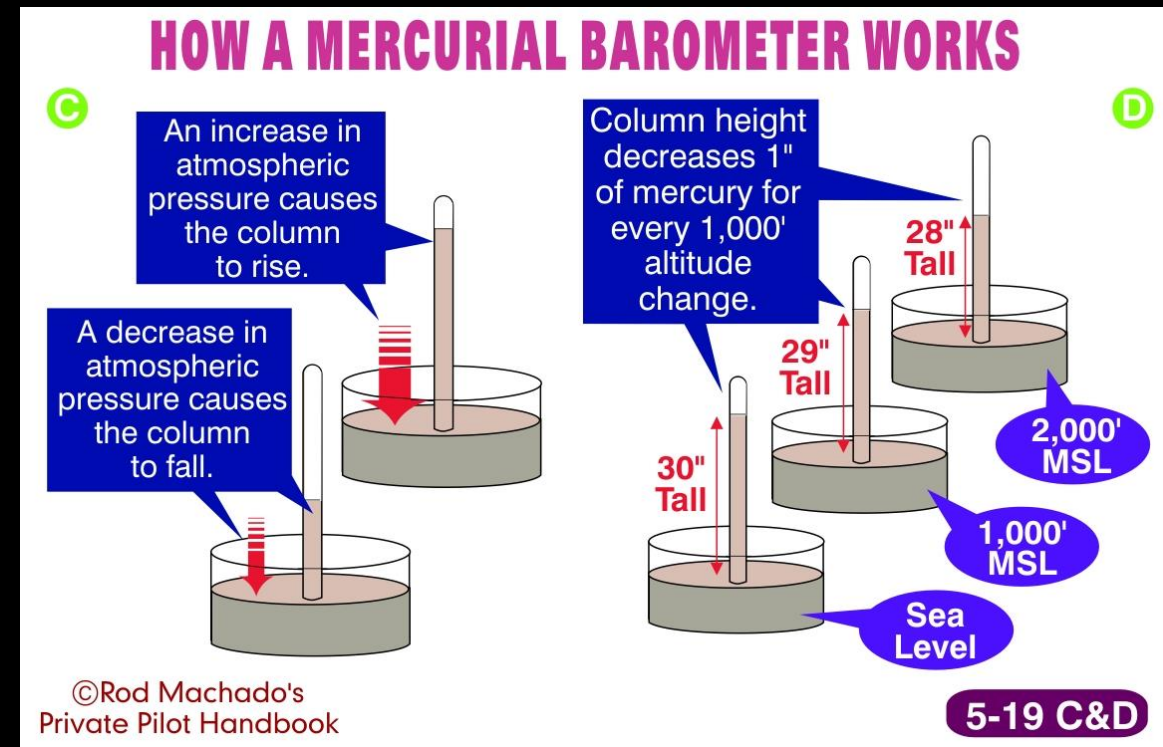 HOW A MERCURIAL BAROMETER WORKS
C
An increase in
atmospheric
pressure causes
the column
to rise.
A decrease in
atmospheric
pressure causes
the column
to fall.
D
Column height
decreases 1"
of mercury for
every 1,000'
altitude
change.
28"
Tall
29"
Tall
30"
Tall
2,000'
MSL
1,000'
MSL
Sea
Level
©Rod Machado's
Private Pilot Handbook
5-19 C&D